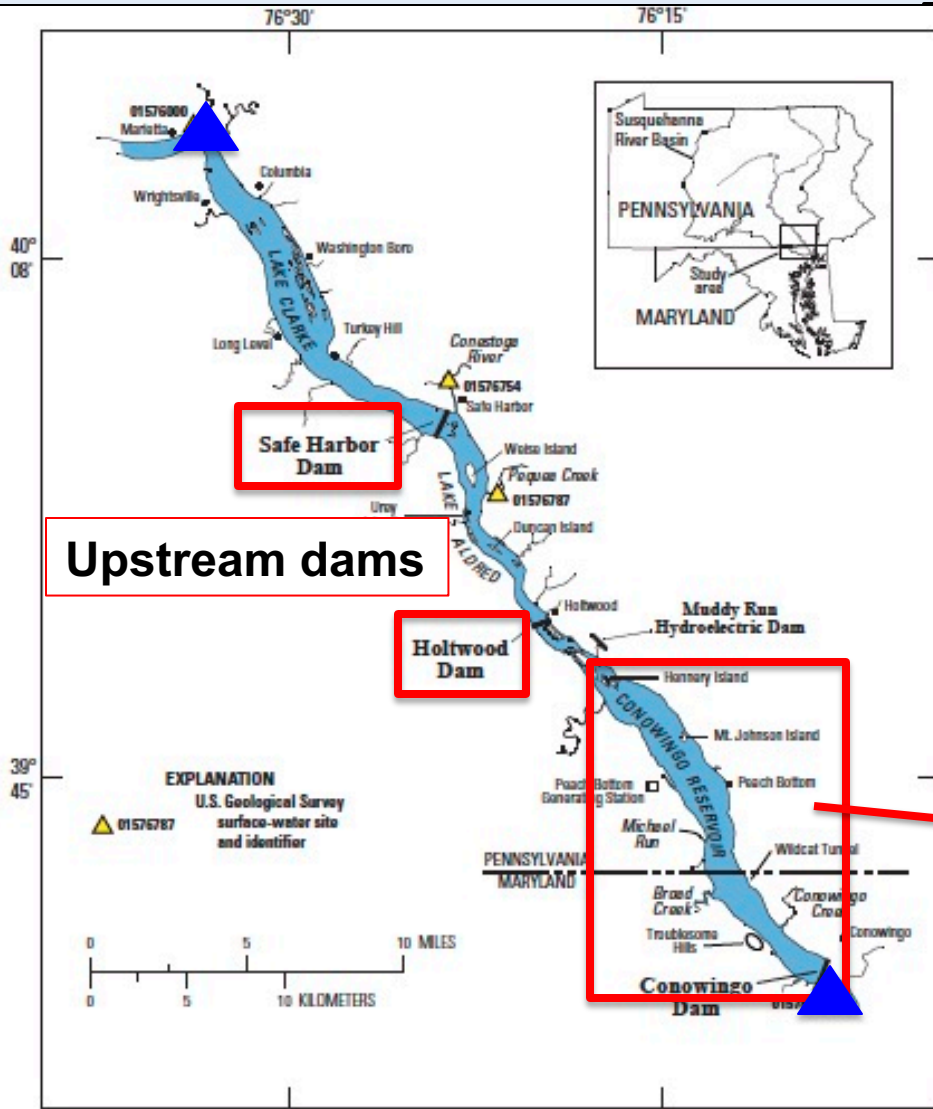 76°30'
76°15'
01576000
Marietta
Columbia
Wrightsville
40°
08'
Washington Boro
LAKE CLARKE
Long Level
Turkey Hill
Conestoga
River
01576754
Safe Harbor
Safe Harbor
Dam
Weise Island
Pequea Creek
01576787
LAKE ALDRED
Duncan Island
Upstream dams
Holtwood
Muddy Run
Hydroelectric Dam
Holtwood
Dam
Hennery Island
CONOWINGO RESERVOIR
Mt. Johnson Island
39°
45'
Peach Bottom
Peach Bottom
Generating Station
Michael
Run
Wildcat Tunnel
PENNSYLVANIA
MARYLAND
Broad
Creek
Conowingo
Creek
Troublesome
Hills
Conowingo
Conowingo
Dam
EXPLANATION
01576787
U.S. Geological Survey
surface-water site
and identifier
0 5 10 MILES
0 5 10 KILOMETERS
Susquehanna
River Basin
PENNSYLVANIA
Study
area
MARYLAND